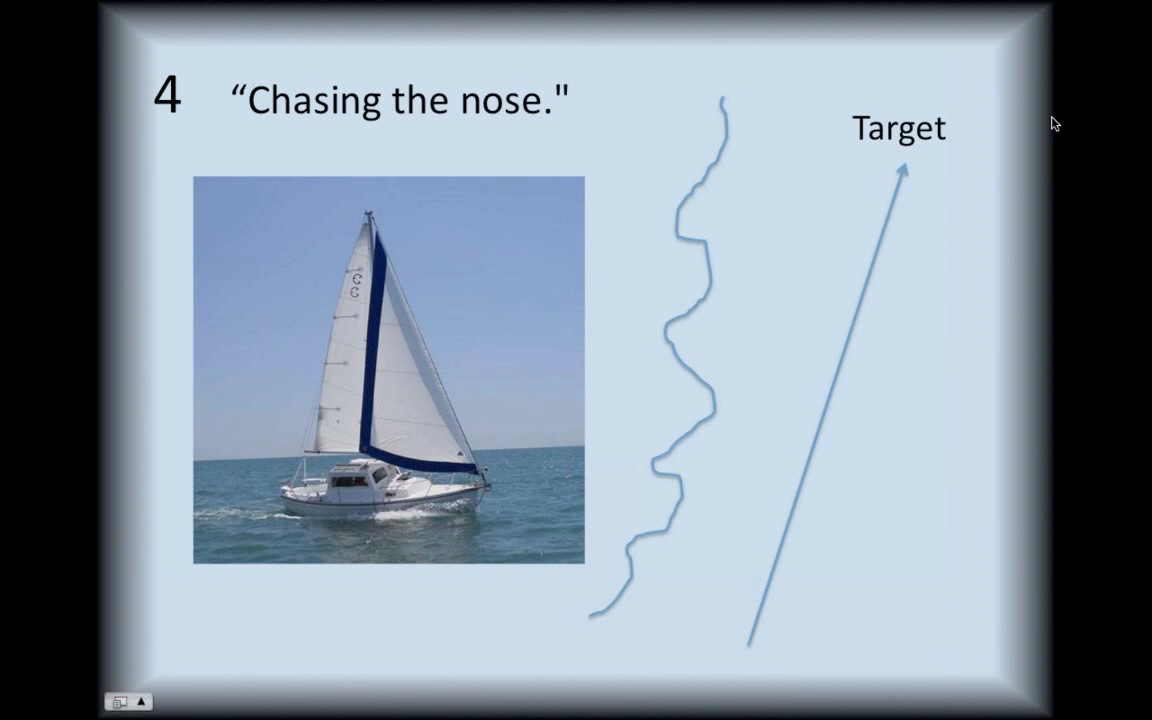 4 “Chasing the nose."
Target